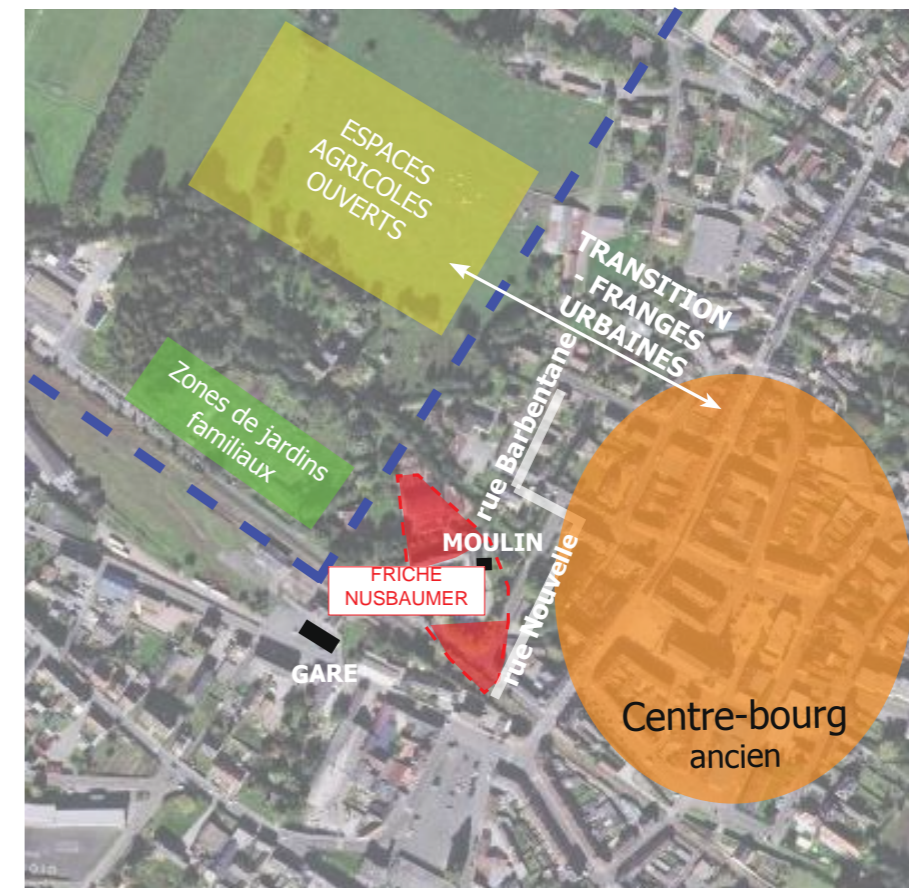 ESPACES
AGRICOLES
OUVERTS
TRANSITION
- FRANGES
URBAINES
Zones de jardins
familiaux
rue Barbentane
MOULIN
FRICHE
NUSBAUMER
rue Nouvelle
GARE
Centre-bourg
ancien